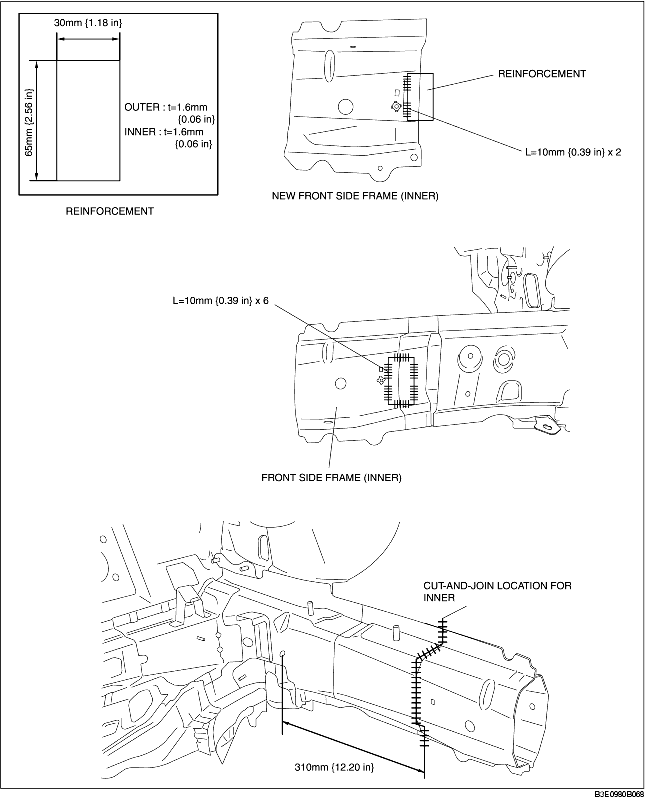 30mm {1.18 in}
65mm {2.56 in}
OUTER : t=1.6mm
{0.06 in}
INNER : t=1.6mm
{0.06 in}
REINFORCEMENT
REINFORCEMENT
L=10mm {0.39 in} x 2
NEW FRONT SIDE FRAME (INNER)
L=10mm {0.39 in} x 6
FRONT SIDE FRAME (INNER)
CUT-AND-JOIN LOCATION FOR
INNER
310mm {12.20 in}
B3E0980B068